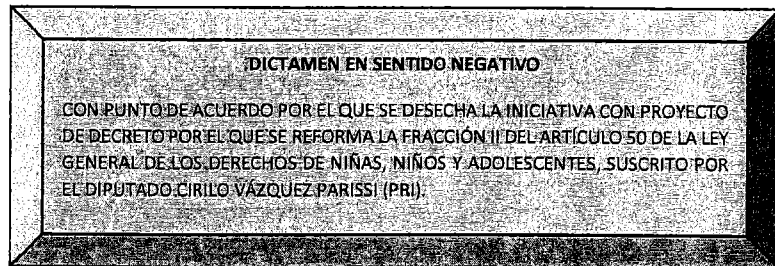 DICTAMEN EN SENTIDO NEGATIVO
CON PUNTO DE ACUERDO POR EL QUE SE DESECHA LA INICIATIVA CON PROYECTO
DE DECRETO POR EL QUE SE REFORMA LA FRACCIÓN II DEL ARTÍCULO 50 DE LA LEY
GENERAL DE LOS DERECHOS DE NIÑAS, NIÑOS Y ADOLESCENTES, SUSCRITO POR
EL DIPUTADO CIRILO VÁZQUEZ PARISSI (PRI).